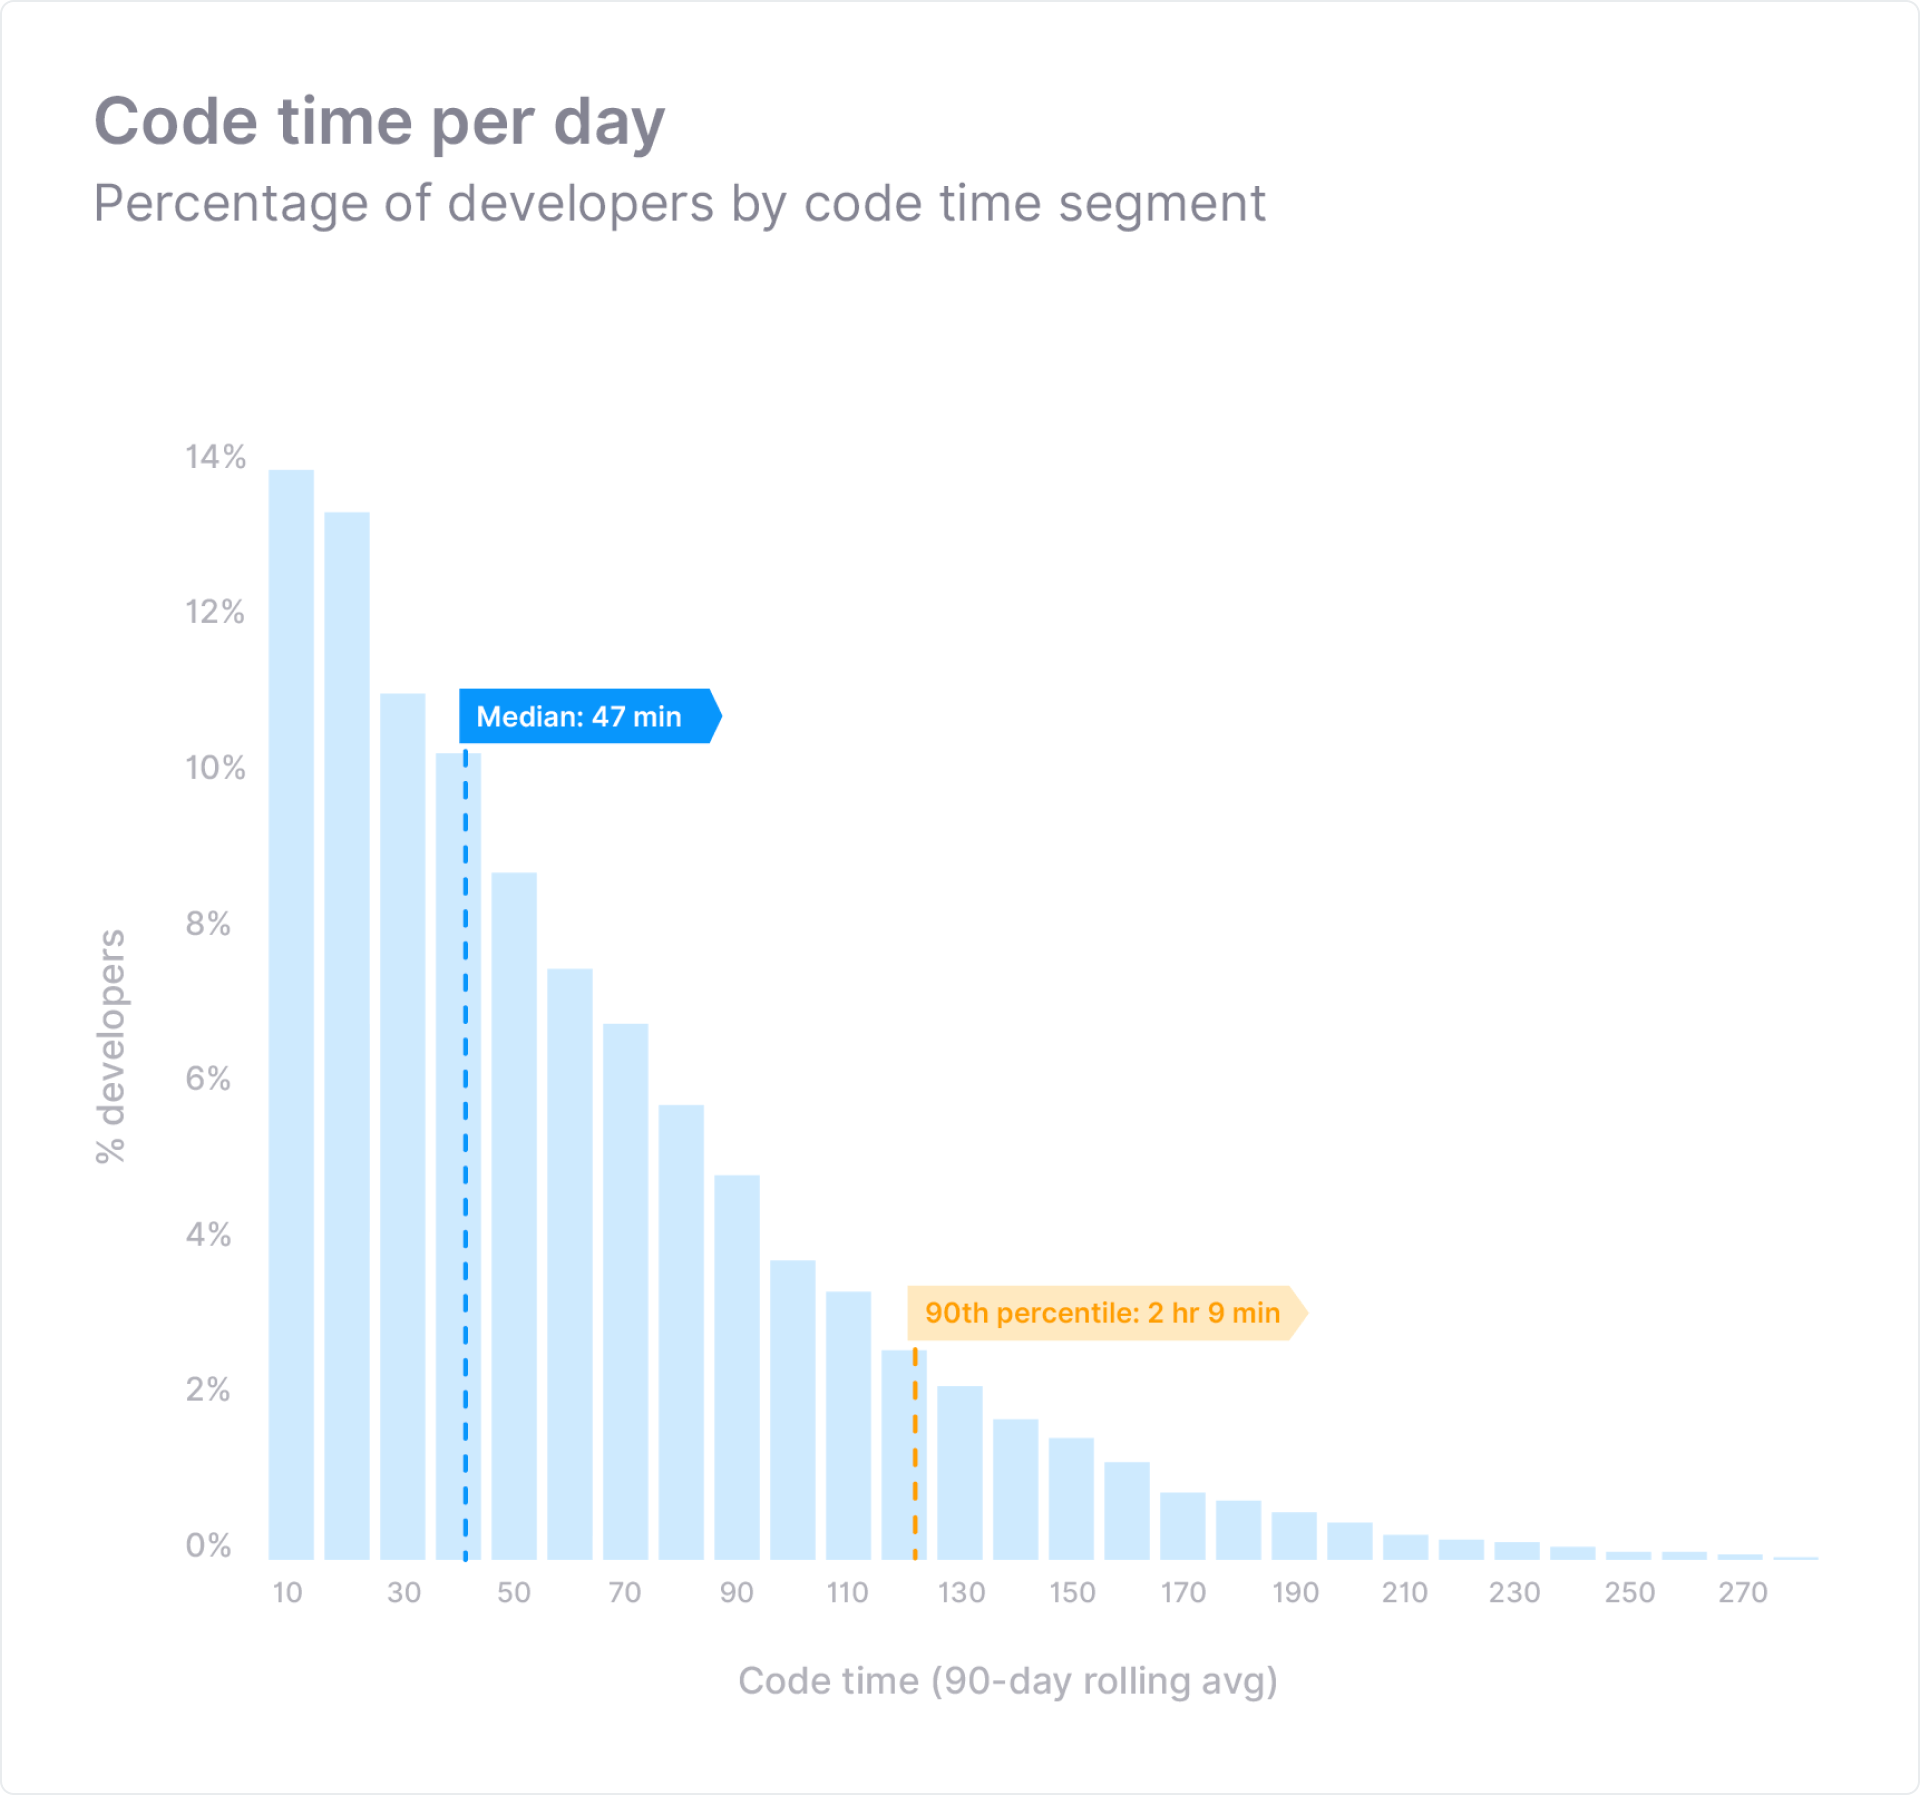 Code time per day
Percentage of developers by code time segment
14%
12%
10%
8%
6%
4%
2%
0%
% developers
Median: 47 min
90th percentile: 2 hr 9 min
10 30 50 70 90 110 130 150 170 190 210 230 250 270
Code time (90-day rolling avg)